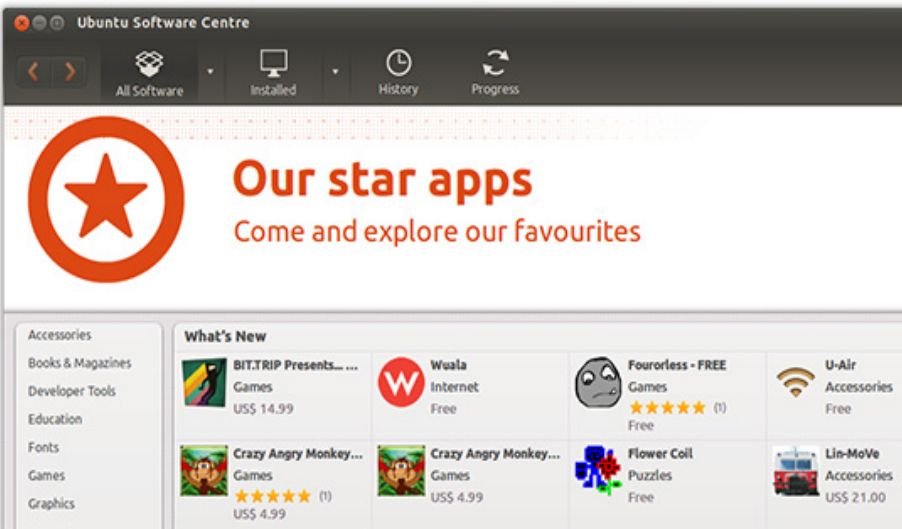 Ubuntu Software Centre
All Software
Installed
History
Progress
Our star apps
Come and explore our favourites
Accessories
Books & Magazines
Developer Tools
Education
Fonts
Games
Graphics
What's New
BIT.TRIP Presents... ...
Games
US$ 14.99
Wuala
Internet
Free
Fourorless - FREE
Games
(1)
Free
U-Air
Accessories
Free
Crazy Angry Monkey...
Games
(1)
US$ 4.99
Crazy Angry Monkey...
Games
US$ 4.99
Flower Coil
Puzzles
Free
Lin-MoVe
Accessories
US$ 21.00